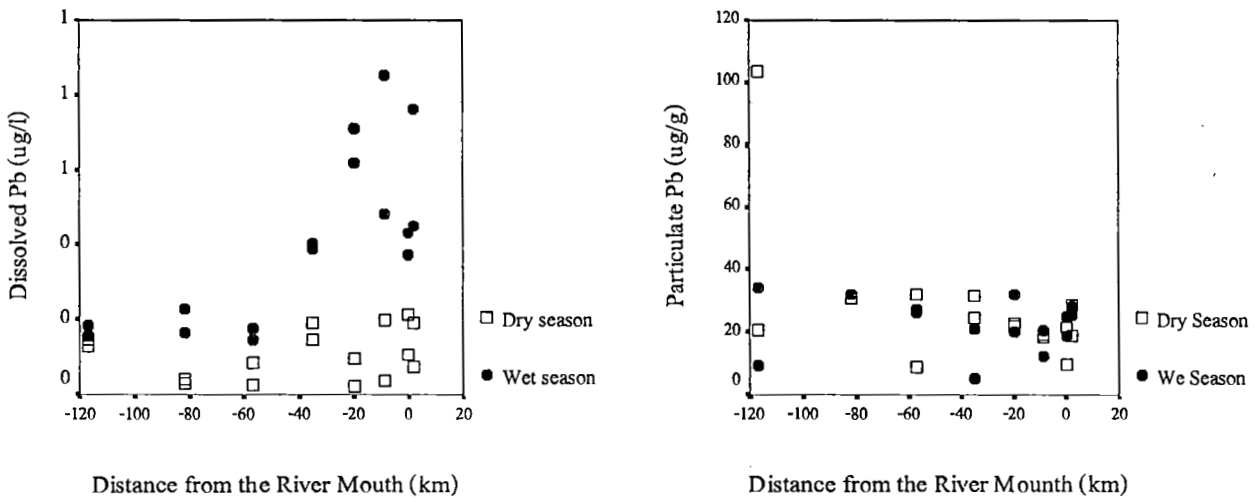 Dissolved Pb (ug/l)
1
1
1
0
0
0
-120 -100 -80 -60 -40 -20 0 20
Distance from the River Mouth (km)
Dry season
Wet season
Particulate Pb (ug/g)
120
100
80
60
40
20
0
-120 -100 -80 -60 -40 -20 0 20
Distance from the River Mounth (km)
Dry Season
We Season